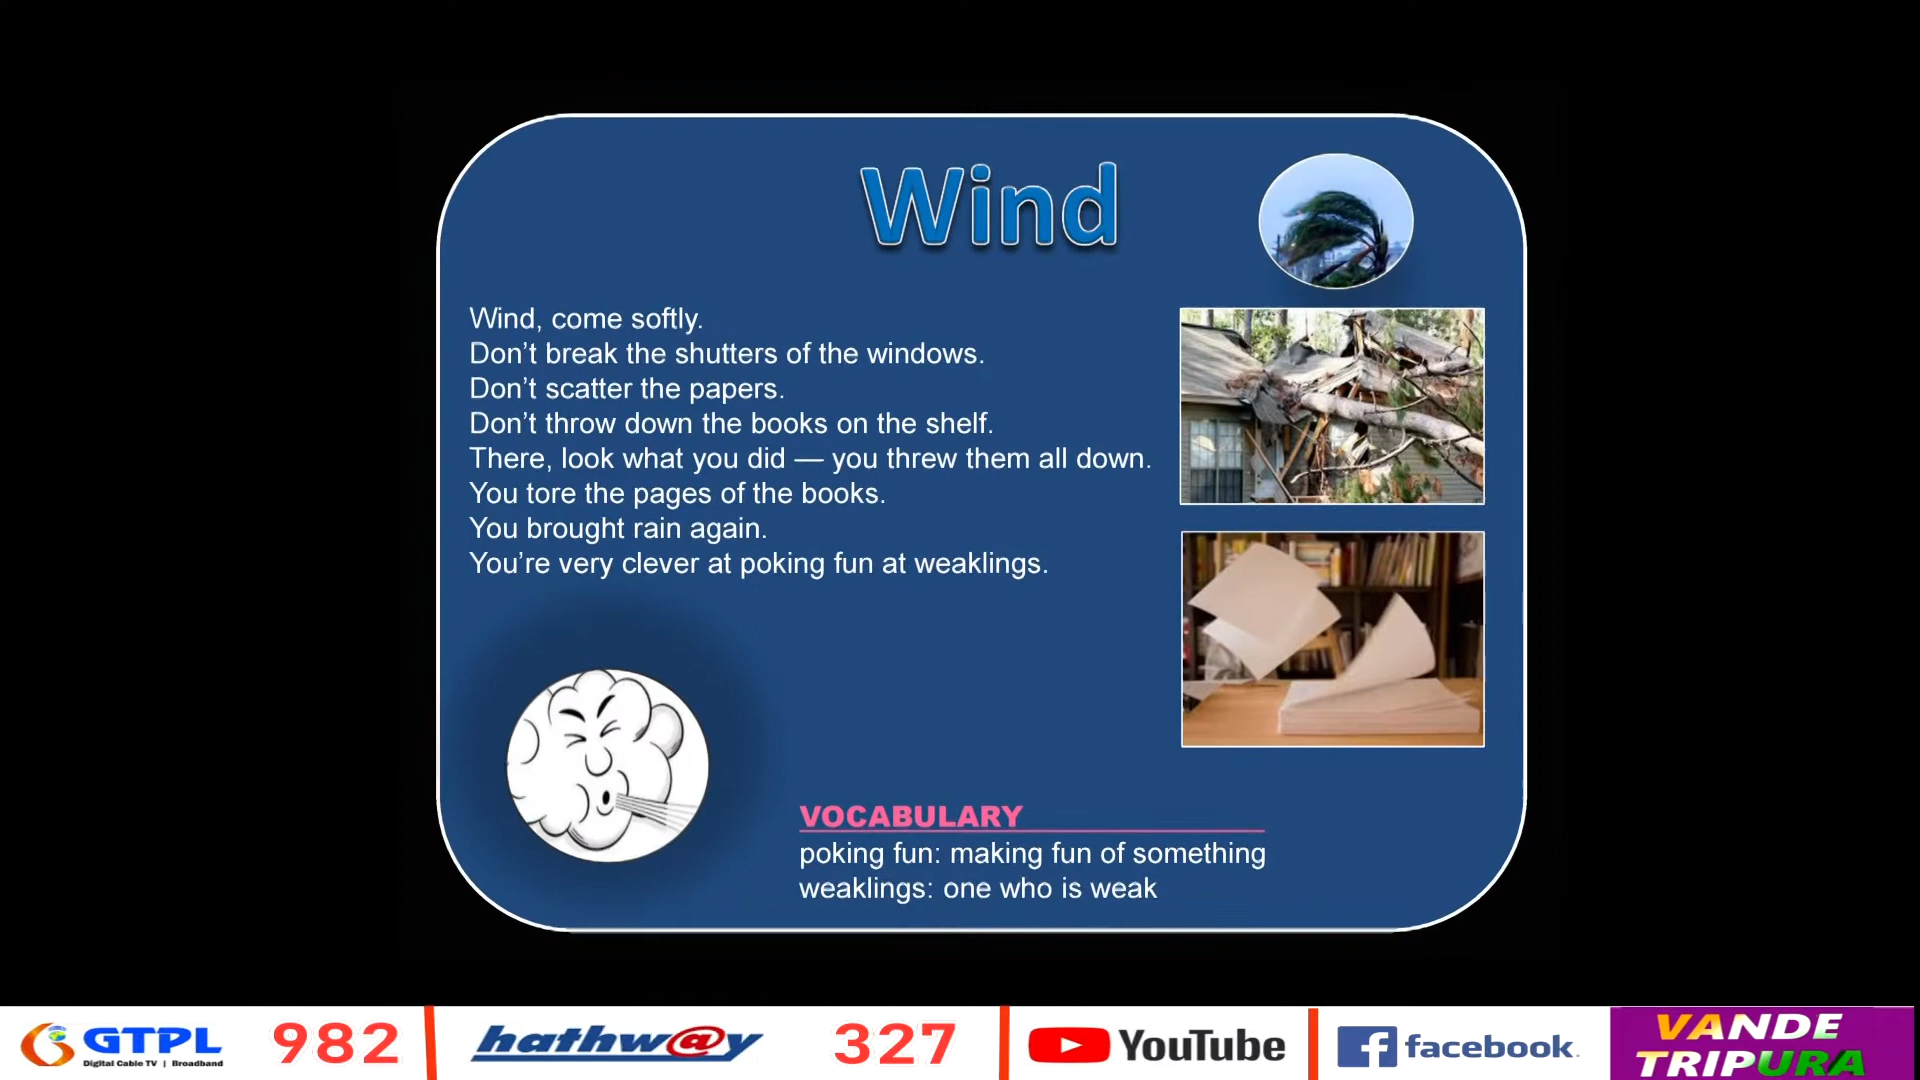 Wind
Wind, come softly.
Don’t break the shutters of the windows.
Don’t scatter the papers.
Don’t throw down the books on the shelf.
There, look what you did — you threw them all down.
You tore the pages of the books.
You brought rain again.
You’re very clever at poking fun at weaklings.
VOCABULARY
poking fun: making fun of something
weaklings: one who is weak
GTPL
Digital Cable TV | Broadband
982
hathw@y
327
YouTube
facebook.
VANDE
TRIPURA